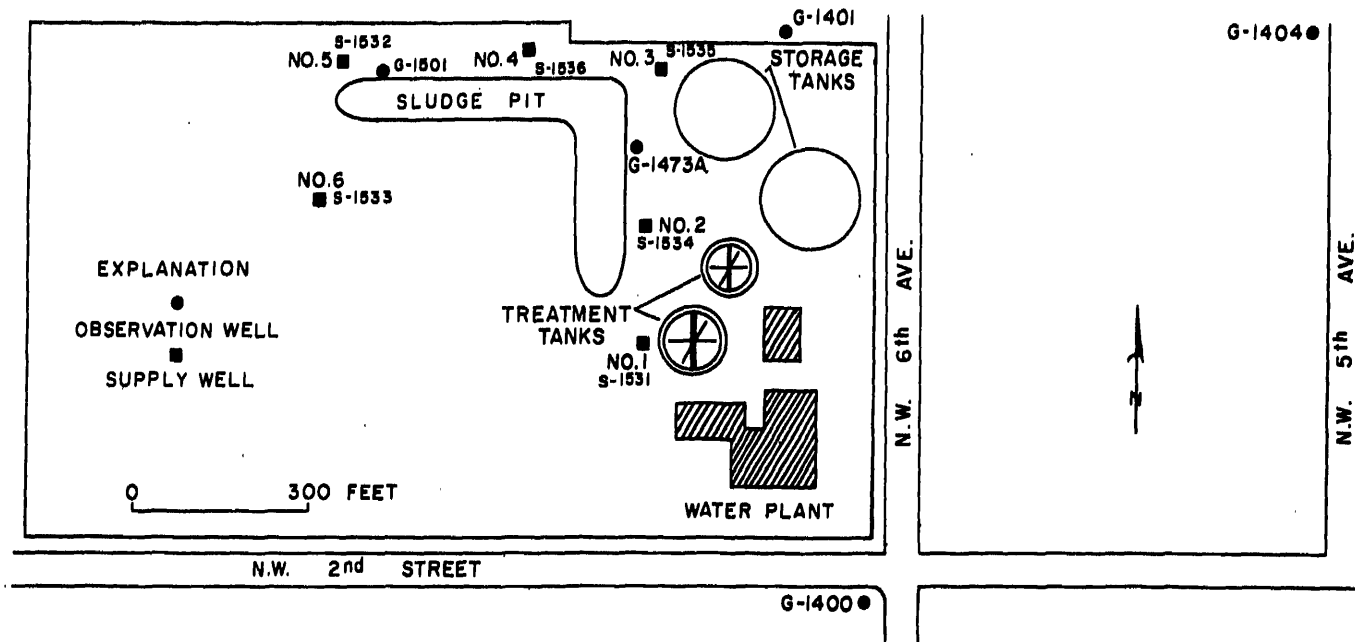 G-1401
G-1404
S-1532
NO.5
G-1501
NO.4
S-1536
NO.3
S-1535
STORAGE
TANKS
SLUDGE PIT
G-1473A
NO.6
S-1533
NO.2
S-1534
EXPLANATION
OBSERVATION WELL
SUPPLY WELL
TREATMENT
TANKS
NO.1
S-1531
N.W. 6th AVE.
N.W. 5th AVE.
N
0 300 FEET
WATER PLANT
N.W. 2nd STREET
G-1400